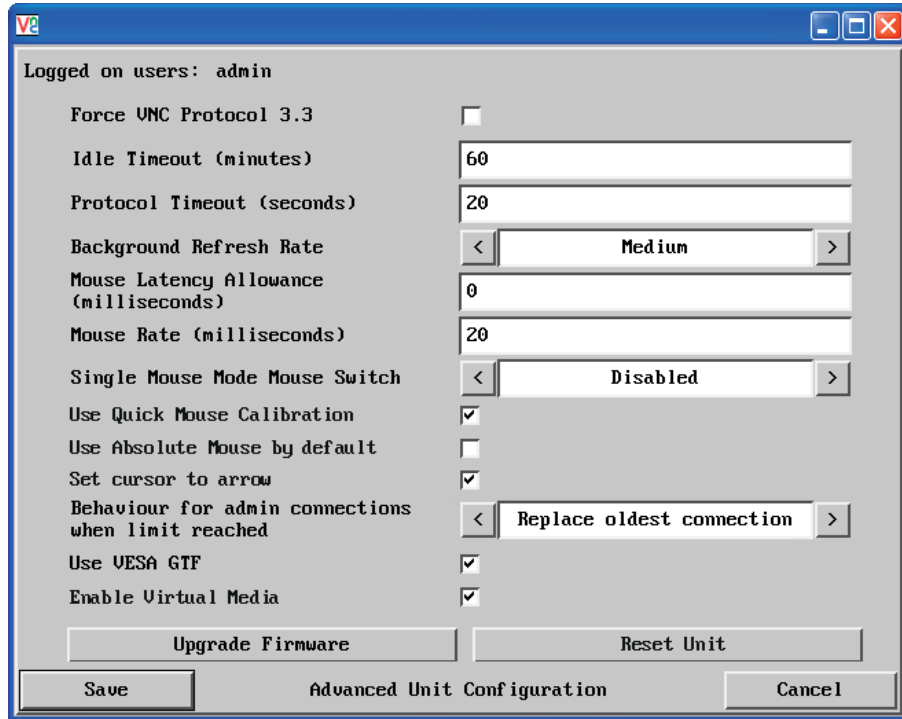 Logged on users: admin
Force VNC Protocol 3.3
Idle Timeout (minutes) 60
Protocol Timeout (seconds) 20
Background Refresh Rate < Medium >
Mouse Latency Allowance
(milliseconds) 0
Mouse Rate (milliseconds) 20
Single Mouse Mode Mouse Switch < Disabled >
Use Quick Mouse Calibration
Use Absolute Mouse by default
Set cursor to arrow
Behaviour for admin connections
when limit reached < Replace oldest connection >
Use VESA GTF
Enable Virtual Media
Upgrade Firmware Reset Unit
Save Advanced Unit Configuration Cancel